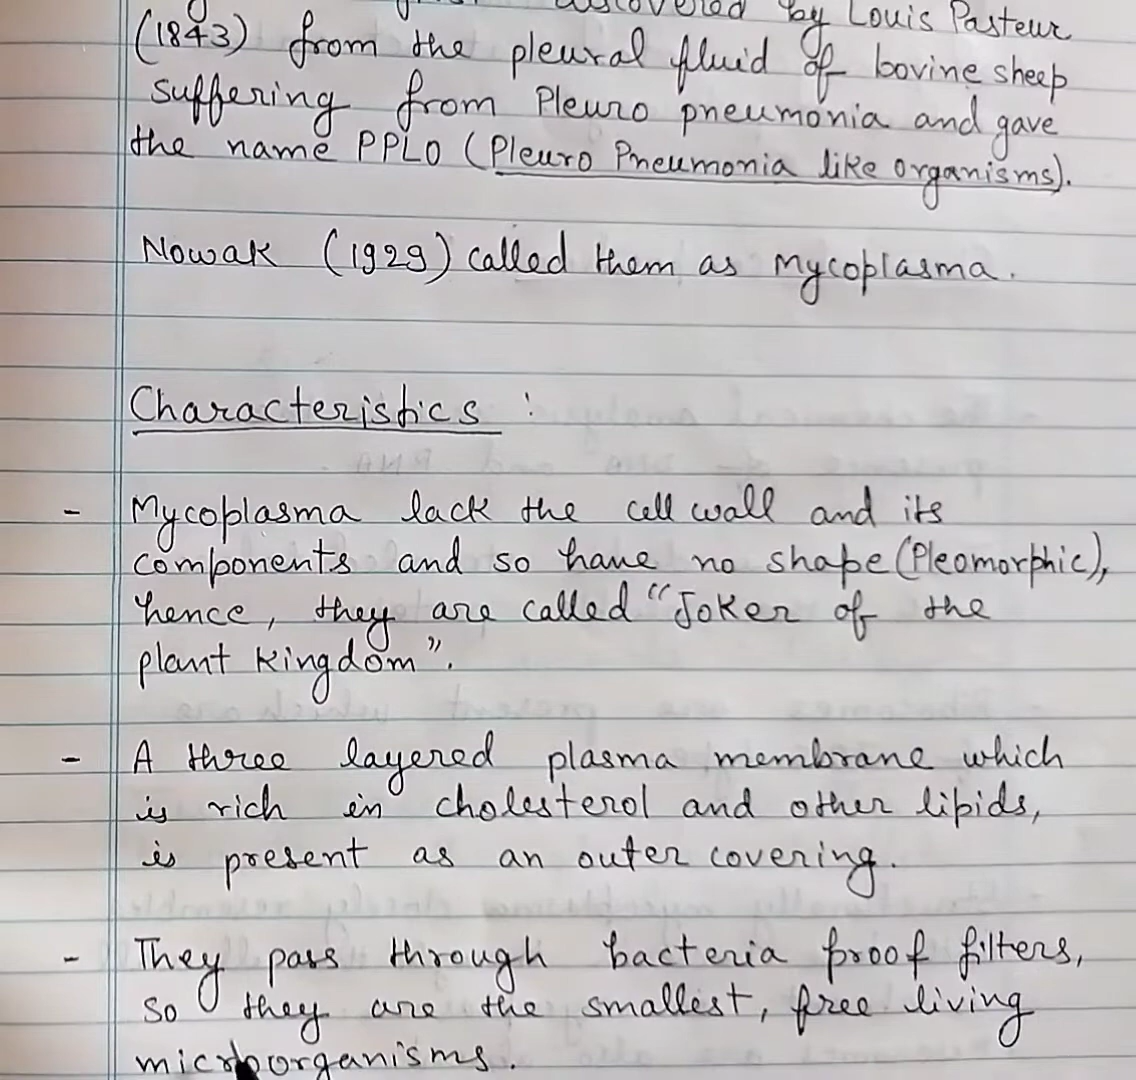 discovered by Louis Pasteur
(1843) from the pleural fluid of bovine sheep
suffering from Pleuro pneumonia and gave
the name PPLO (Pleuro Pneumonia like organisms).
Nowak (1929) called them as Mycoplasma.
Characteristics :
- Mycoplasma lack the cell wall and its
components and so have no shape (Pleomorphic),
hence, they are called "Joker of the
plant Kingdom".
- A three layered plasma membrane which
is rich in cholesterol and other lipids,
is present as an outer covering.
- They pass through bacteria proof filters,
so they are the smallest, free living
microorganisms.